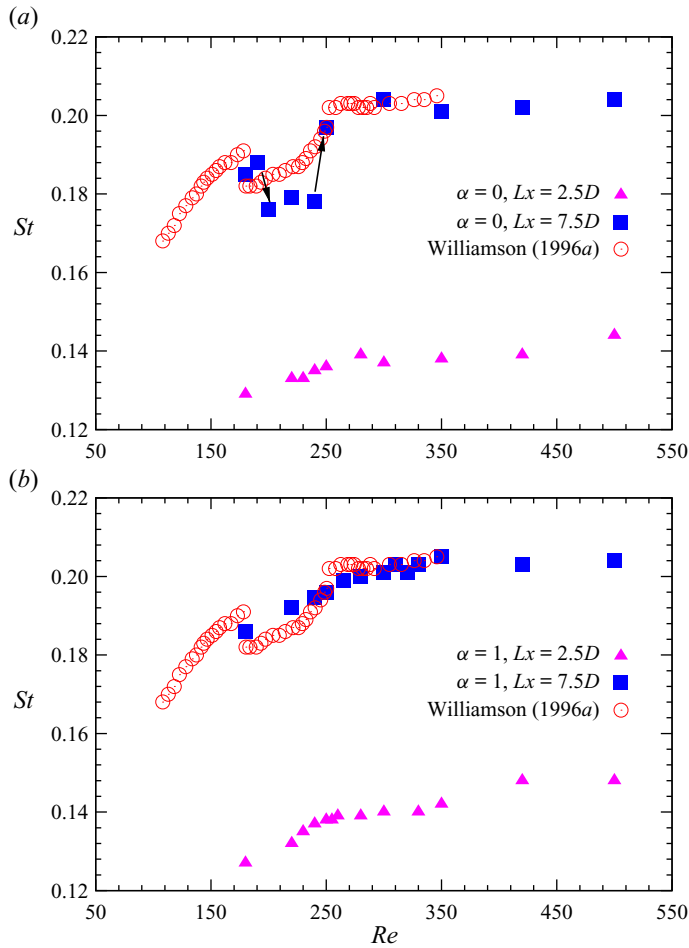 (a)
0.22
0.20
0.18
St
0.16
0.14
0.12
α = 0, Lx = 2.5D
α = 0, Lx = 7.5D
Williamson (1996a)
50 150 250 350 450 550
(b)
0.22
0.20
0.18
St
0.16
0.14
0.12
α = 1, Lx = 2.5D
α = 1, Lx = 7.5D
Williamson (1996a)
50 150 250 350 450 550
Re